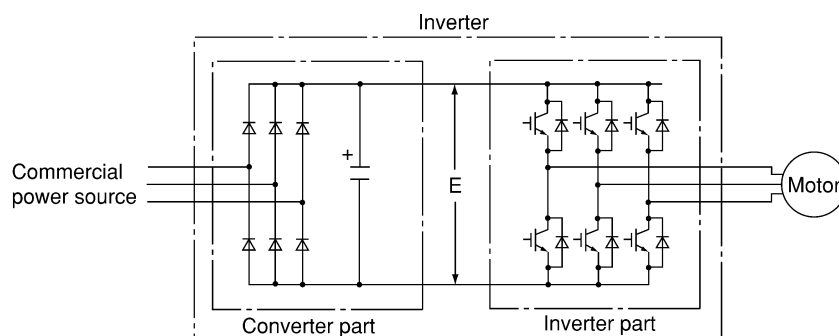 Inverter
Commercial
power source
+
E
Motor
Converter part
Inverter part